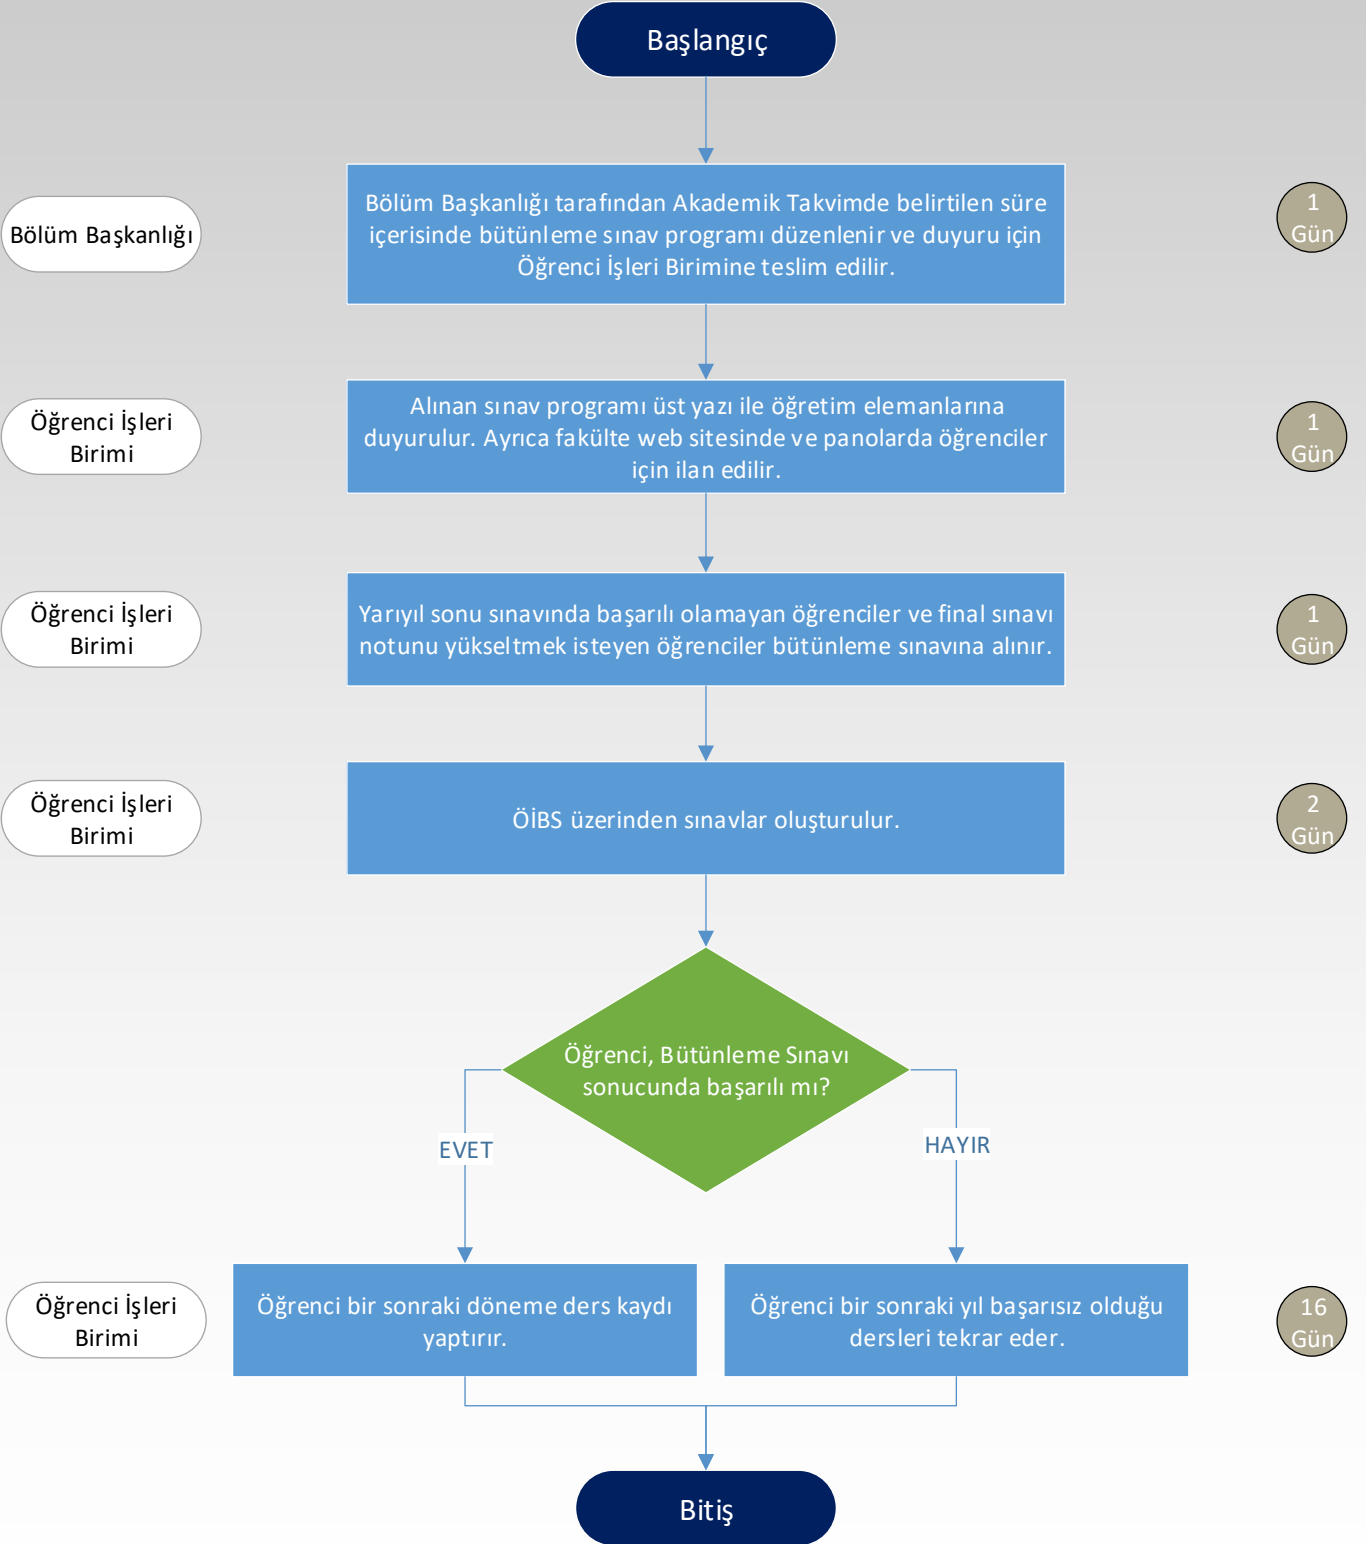 Başlangıç
Bölüm Başkanlığı
Bölüm Başkanlığı tarafından Akademik Takvimde belirtilen süre
içerisinde bütünleme sınav programı düzenlenir ve duyuru için
Öğrenci İşleri Birimine teslim edilir.
1
Gün
Öğrenci İşleri
Birimi
Alınan sınav programı üst yazı ile öğretim elemanlarına
duyurulur. Ayrıca fakülte web sitesinde ve panolarda öğrenciler
için ilan edilir.
1
Gün
Öğrenci İşleri
Birimi
Yarıyıl sonu sınavında başarılı olamayan öğrenciler ve final sınavı
notunu yükseltmek isteyen öğrenciler bütünleme sınavına alınır.
1
Gün
Öğrenci İşleri
Birimi
ÖİBS üzerinden sınavlar oluşturulur.
2
Gün
Öğrenci, Bütünleme Sınavı
sonucunda başarılı mı?
EVET
HAYIR
Öğrenci İşleri
Birimi
Öğrenci bir sonraki döneme ders kaydı
yaptırır.
Öğrenci bir sonraki yıl başarısız olduğu
dersleri tekrar eder.
16
Gün
Bitiş